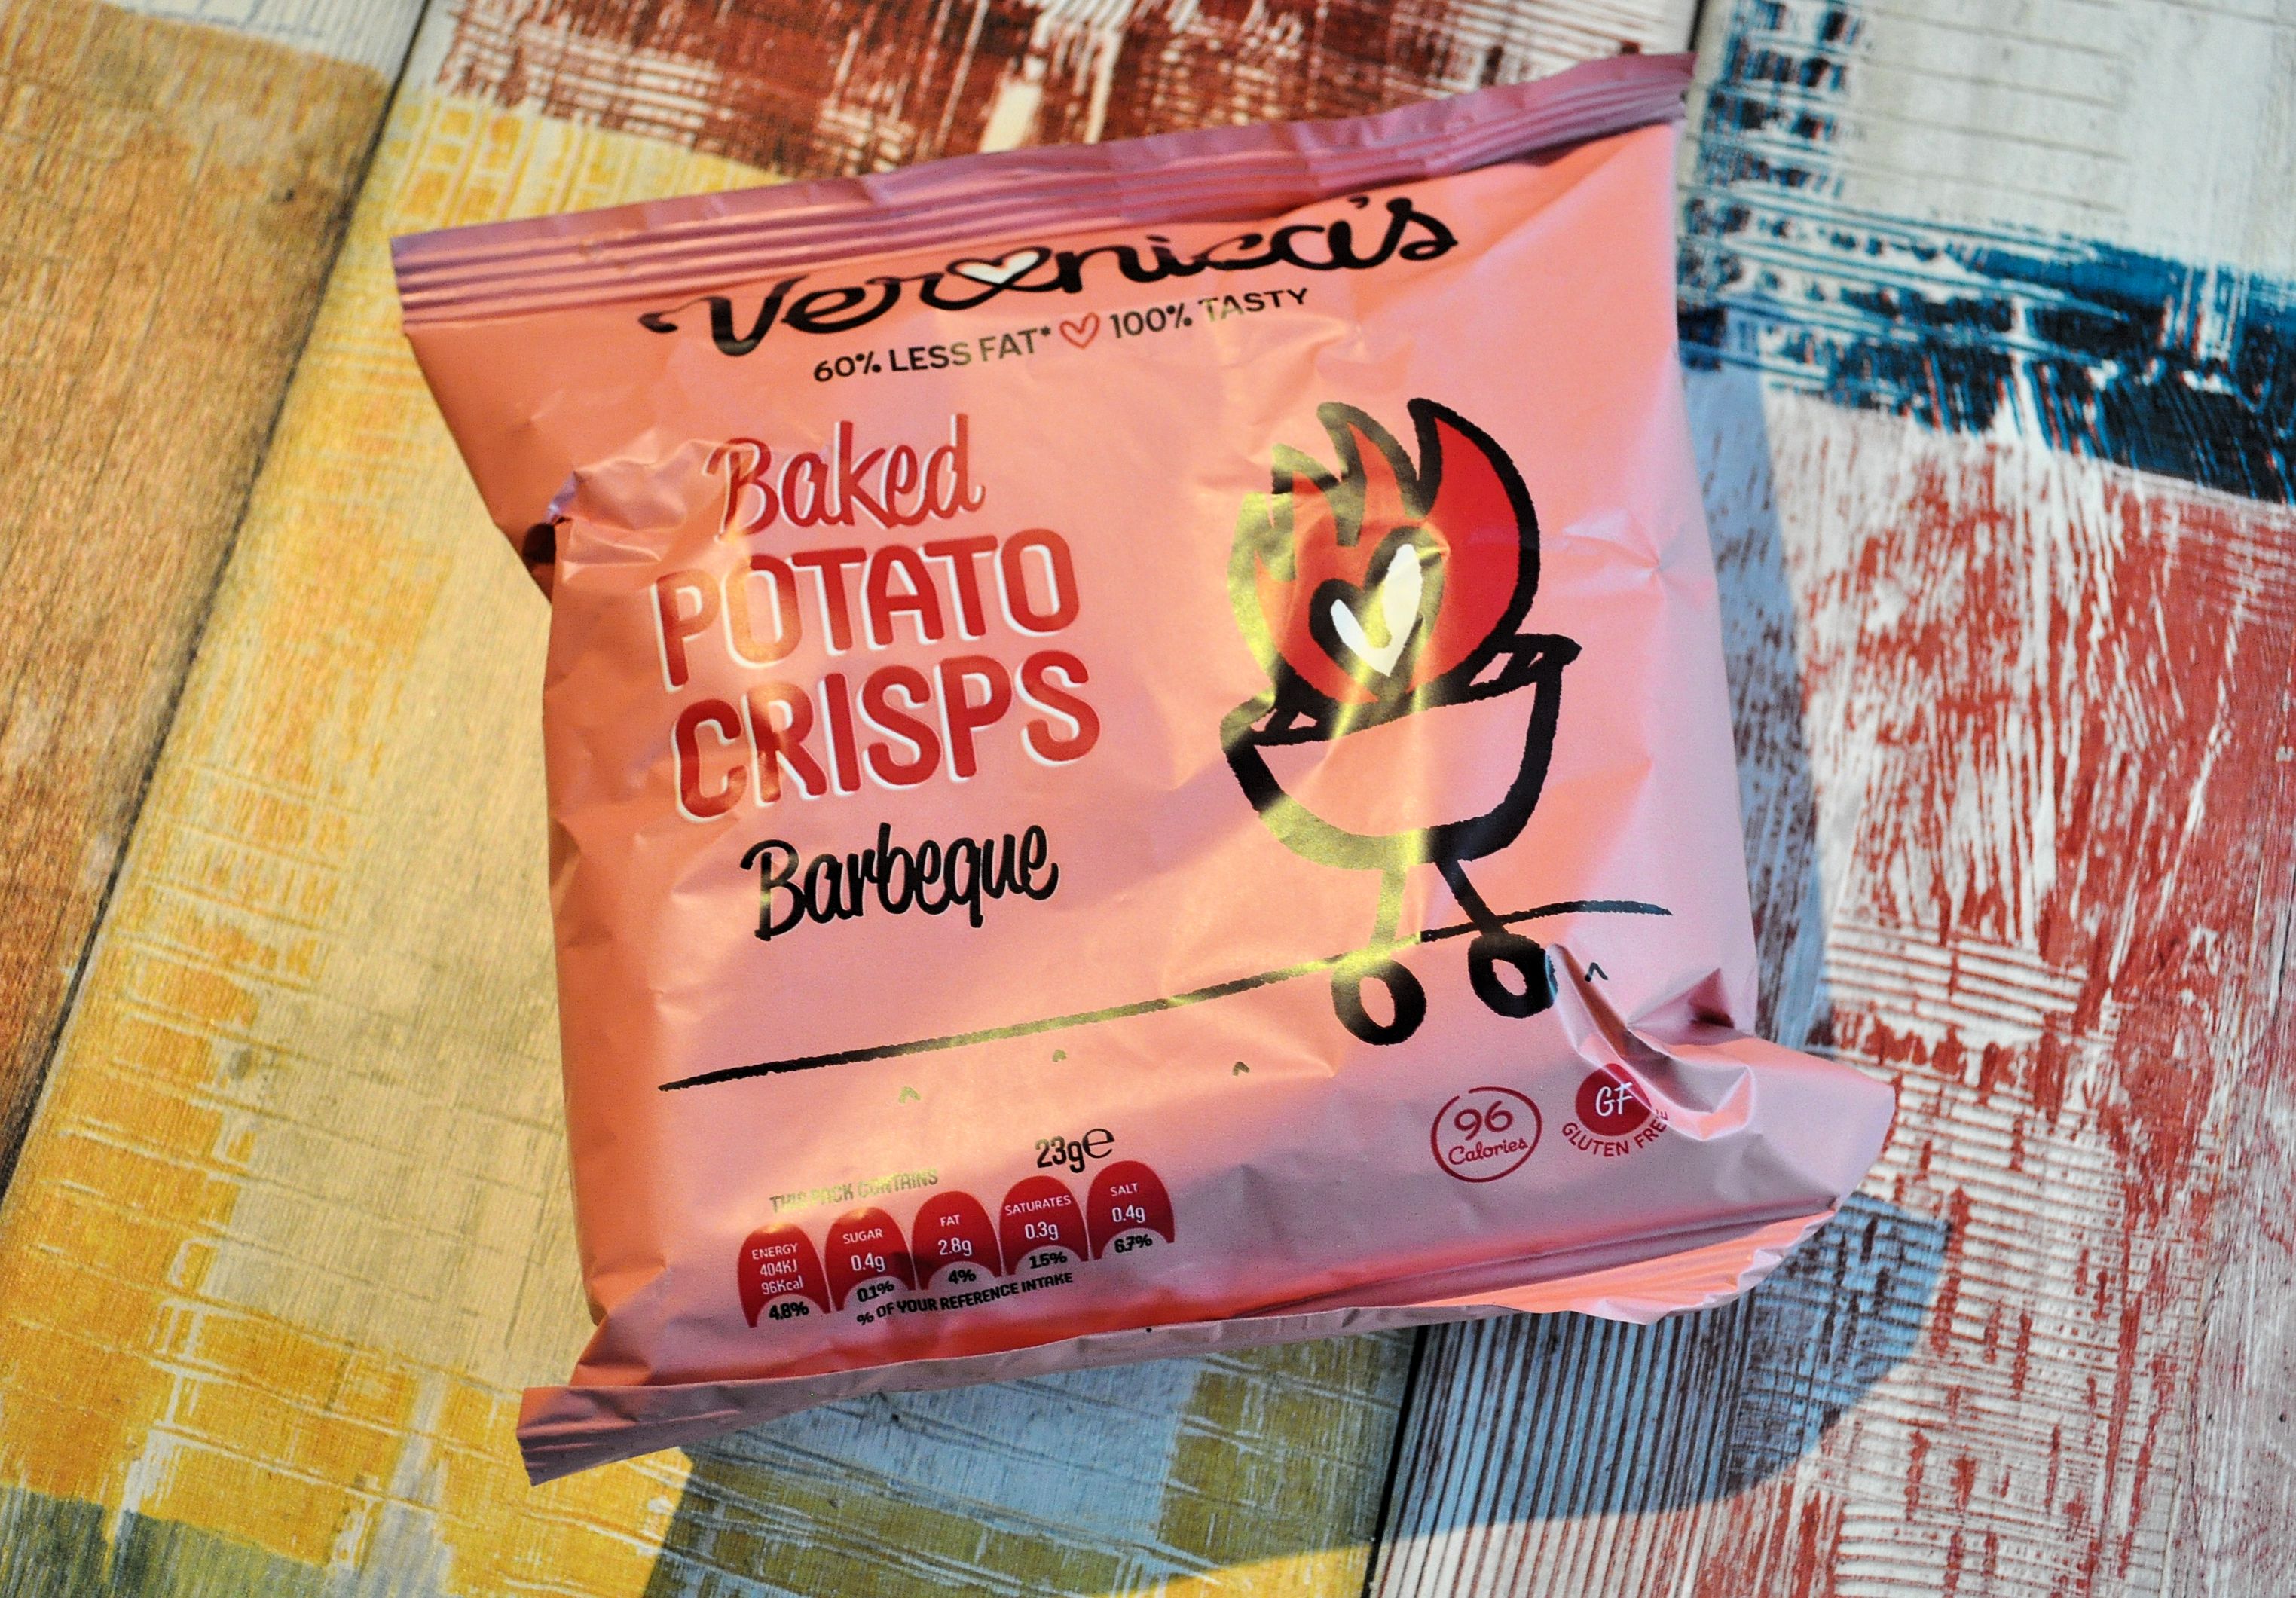 Veronica's
60% LESS FAT* ♡ 100% TASTY
Baked
POTATO
CRISPS
Barbeque
96
Calories
GF
GLUTEN FREE
23g℮
THIS PACK CONTAINS
ENERGY
404KJ
96Kcal
4.8%
SUGAR
0.4g
0.1%
FAT
2.8g
4%
SATURATES
0.3g
1.5%
SALT
0.4g
6.7%
% OF YOUR REFERENCE INTAKE